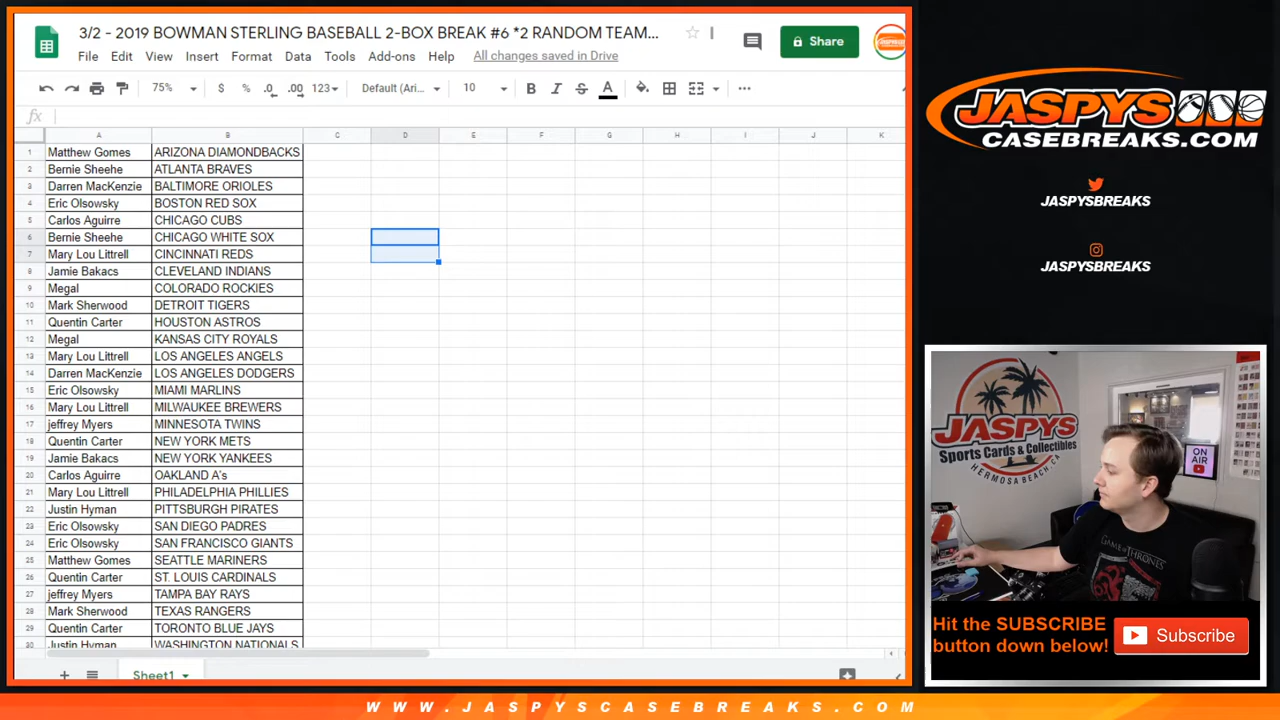 3/2 - 2019 BOWMAN STERLING BASEBALL 2-BOX BREAK #6 *2 RANDOM TEAM...
File Edit View Insert Format Data Tools Add-ons Help All changes saved in Drive
Share
75% $ % .0 .00 123 Default (Ari... 10 B I S A
fx
A B C D E F G H I J K
1 Matthew Gomes ARIZONA DIAMONDBACKS
2 Bernie Sheehe ATLANTA BRAVES
3 Darren MacKenzie BALTIMORE ORIOLES
4 Eric Olsowsky BOSTON RED SOX
5 Carlos Aguirre CHICAGO CUBS
6 Bernie Sheehe CHICAGO WHITE SOX
7 Mary Lou Littrell CINCINNATI REDS
8 Jamie Bakacs CLEVELAND INDIANS
9 Megal COLORADO ROCKIES
10 Mark Sherwood DETROIT TIGERS
11 Quentin Carter HOUSTON ASTROS
12 Megal KANSAS CITY ROYALS
13 Mary Lou Littrell LOS ANGELES ANGELS
14 Darren MacKenzie LOS ANGELES DODGERS
15 Eric Olsowsky MIAMI MARLINS
16 Mary Lou Littrell MILWAUKEE BREWERS
17 jeffrey Myers MINNESOTA TWINS
18 Quentin Carter NEW YORK METS
19 Jamie Bakacs NEW YORK YANKEES
20 Carlos Aguirre OAKLAND A's
21 Mary Lou Littrell PHILADELPHIA PHILLIES
22 Justin Hyman PITTSBURGH PIRATES
23 Eric Olsowsky SAN DIEGO PADRES
24 Eric Olsowsky SAN FRANCISCO GIANTS
25 Matthew Gomes SEATTLE MARINERS
26 Quentin Carter ST. LOUIS CARDINALS
27 jeffrey Myers TAMPA BAY RAYS
28 Mark Sherwood TEXAS RANGERS
29 Quentin Carter TORONTO BLUE JAYS
30 Justin Hyman WASHINGTON NATIONALS
Sheet1
JASPYS
CASEBREAKS.COM
JASPYSBREAKS
JASPYSBREAKS
JASPYS
Sports Cards & Collectibles
HERMOSA BEACH, CA
ON AIR
GAME OF THRONES
Hit the SUBSCRIBE
button down below!
Subscribe
WWW.JASPYSCASEBREAKS.COM